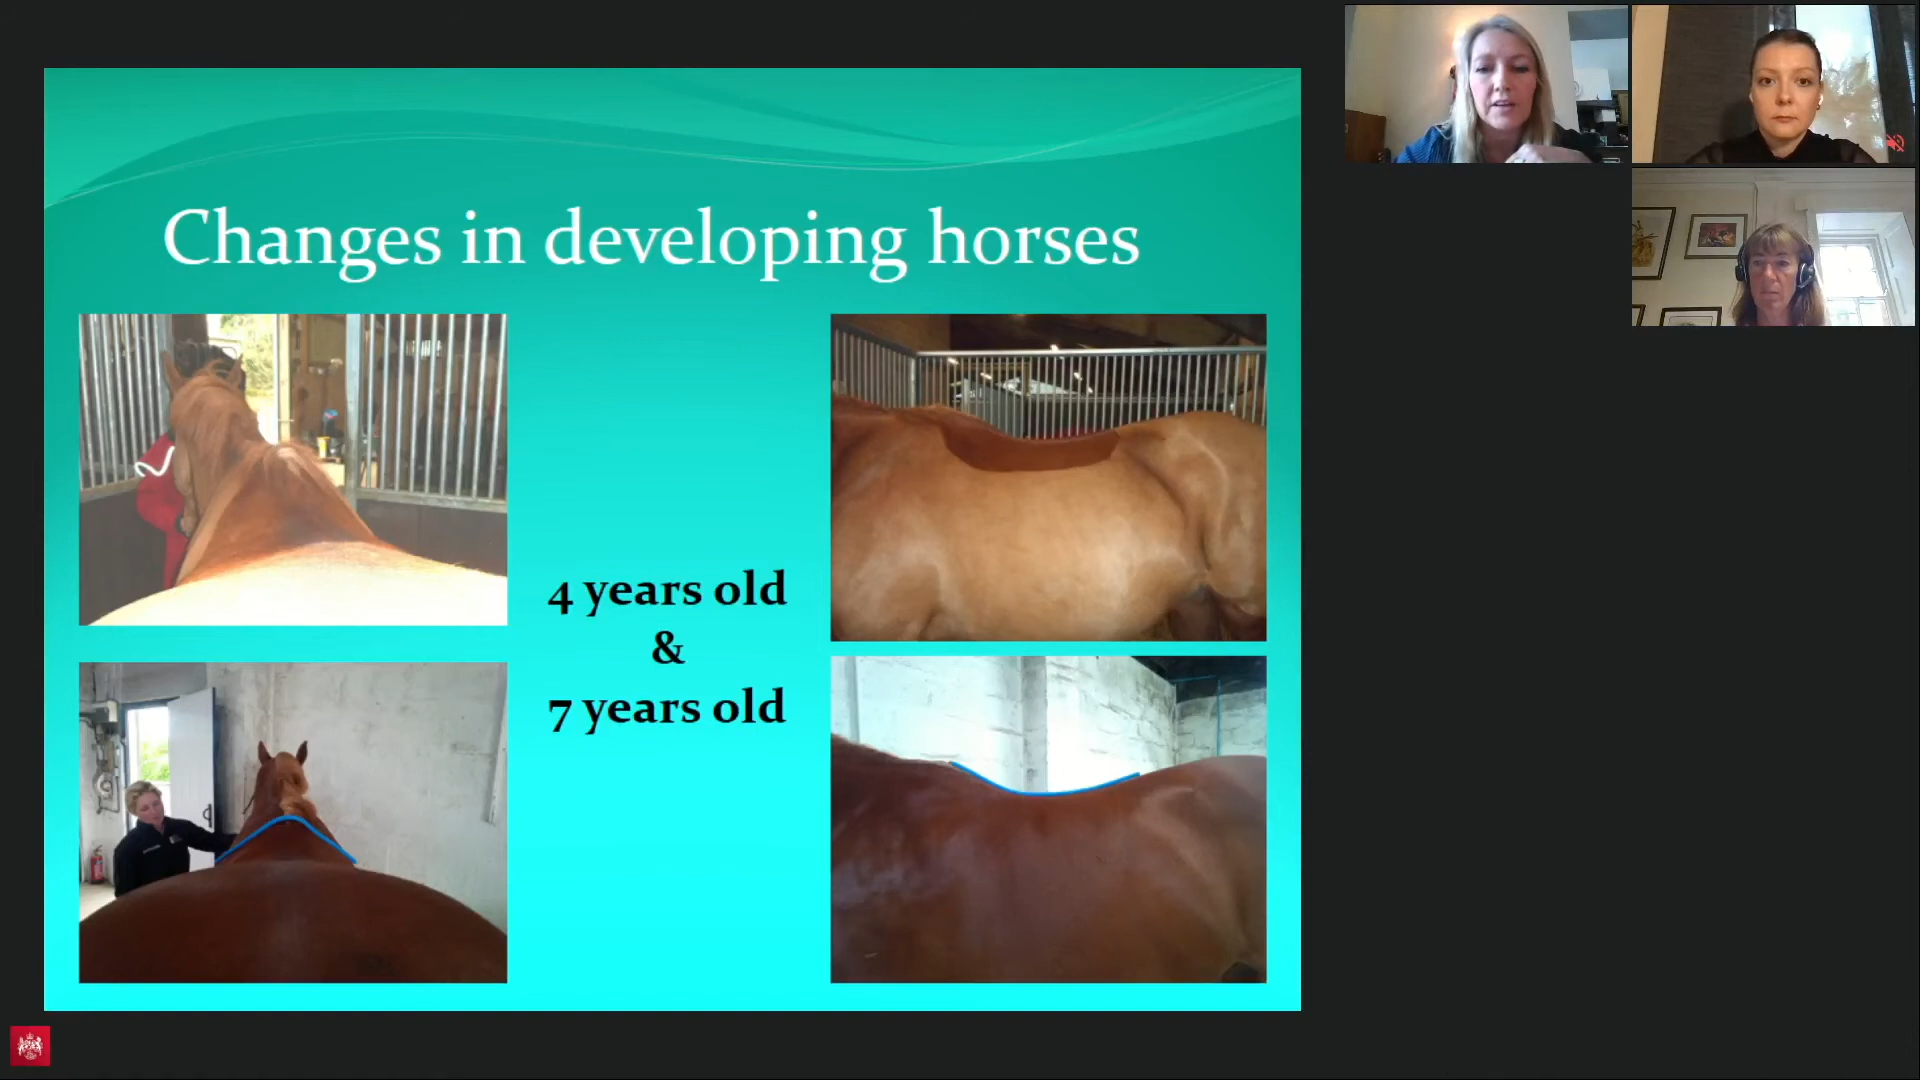 Changes in developing horses
4 years old
&
7 years old